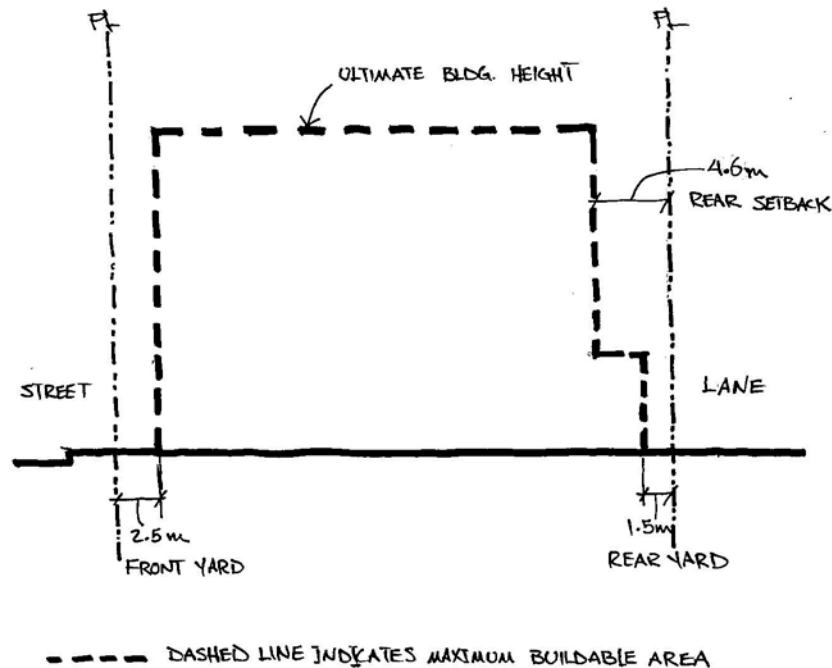 PL
PL
ULTIMATE BLDG. HEIGHT
4.6m
REAR SETBACK
STREET
LANE
2.5m
1.5m
FRONT YARD
REAR YARD
DASHED LINE INDICATES MAXIMUM BUILDABLE AREA